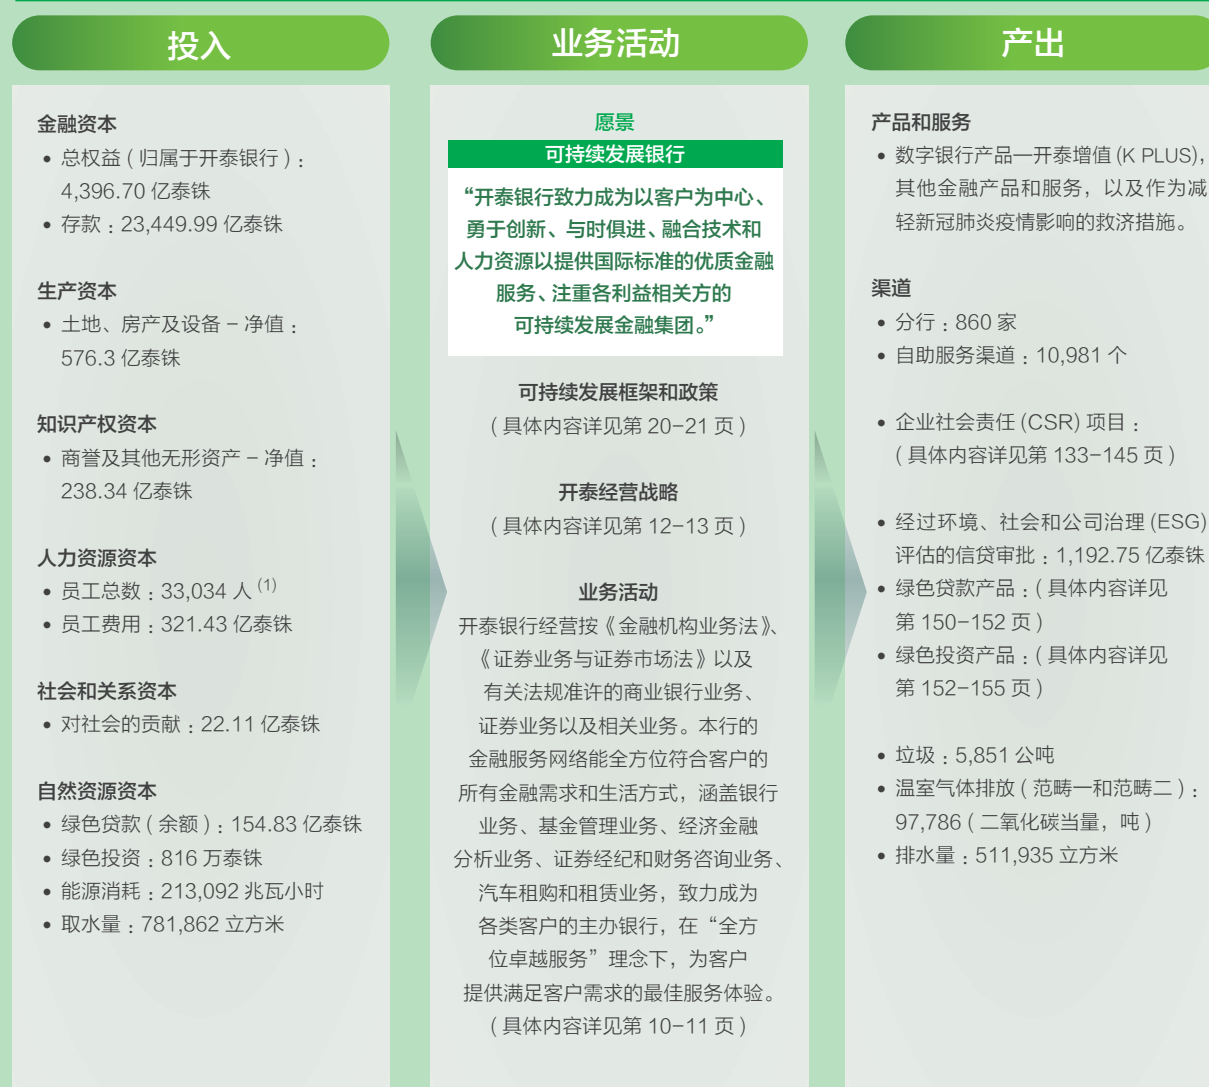 投入
金融资本
• 总权益 ( 归属于开泰银行 ) ：
4,396.70 亿泰铢
• 存款：23,449.99 亿泰铢
生产资本
• 土地、房产及设备 – 净值：
576.3 亿泰铢
知识产权资本
• 商誉及其他无形资产 – 净值：
238.34 亿泰铢
人力资源资本
• 员工总数：33,034 人 (1)
• 员工费用：321.43 亿泰铢
社会和关系资本
• 对社会的贡献：22.11 亿泰铢
自然资源资本
• 绿色贷款 ( 余额 ) ：154.83 亿泰铢
• 绿色投资：816 万泰铢
• 能源消耗：213,092 兆瓦小时
• 取水量：781,862 立方米
业务活动
愿景
可持续发展银行
“开泰银行致力成为以客户为中心、
勇于创新、与时俱进、融合技术和
人力资源以提供国际标准的优质金融
服务、注重各利益相关方的
可持续发展金融集团。”
可持续发展框架和政策
( 具体内容详见第 20–21 页 )
开泰经营战略
( 具体内容详见第 12–13 页 )
业务活动
开泰银行经营按《金融机构业务法》、
《证券业务与证券市场法》以及
有关法规准许的商业银行业务、
证券业务以及相关业务。本行的
金融服务网络能全方位符合客户的
所有金融需求和生活方式，涵盖银行
业务、基金管理业务、经济金融
分析业务、证券经纪和财务咨询业务、
汽车租购和租赁业务，致力成为
各类客户的主办银行，在“全方
位卓越服务”理念下，为客户
提供满足客户需求的最佳服务体验。
( 具体内容详见第 10–11 页 )
产出
产品和服务
• 数字银行产品—开泰增值 (K PLUS)，
其他金融产品和服务，以及作为减
轻新冠肺炎疫情影响的救济措施。
渠道
• 分行：860 家
• 自助服务渠道：10,981 个
• 企业社会责任 (CSR) 项目：
( 具体内容详见第 133–145 页 )
• 经过环境、社会和公司治理 (ESG)
评估的信贷审批：1,192.75 亿泰铢
• 绿色贷款产品：( 具体内容详见
第 150–152 页 )
• 绿色投资产品：( 具体内容详见
第 152–155 页 )
• 垃圾：5,851 公吨
• 温室气体排放 ( 范畴一和范畴二 ) ：
97,786 ( 二氧化碳当量，吨 )
• 排水量：511,935 立方米